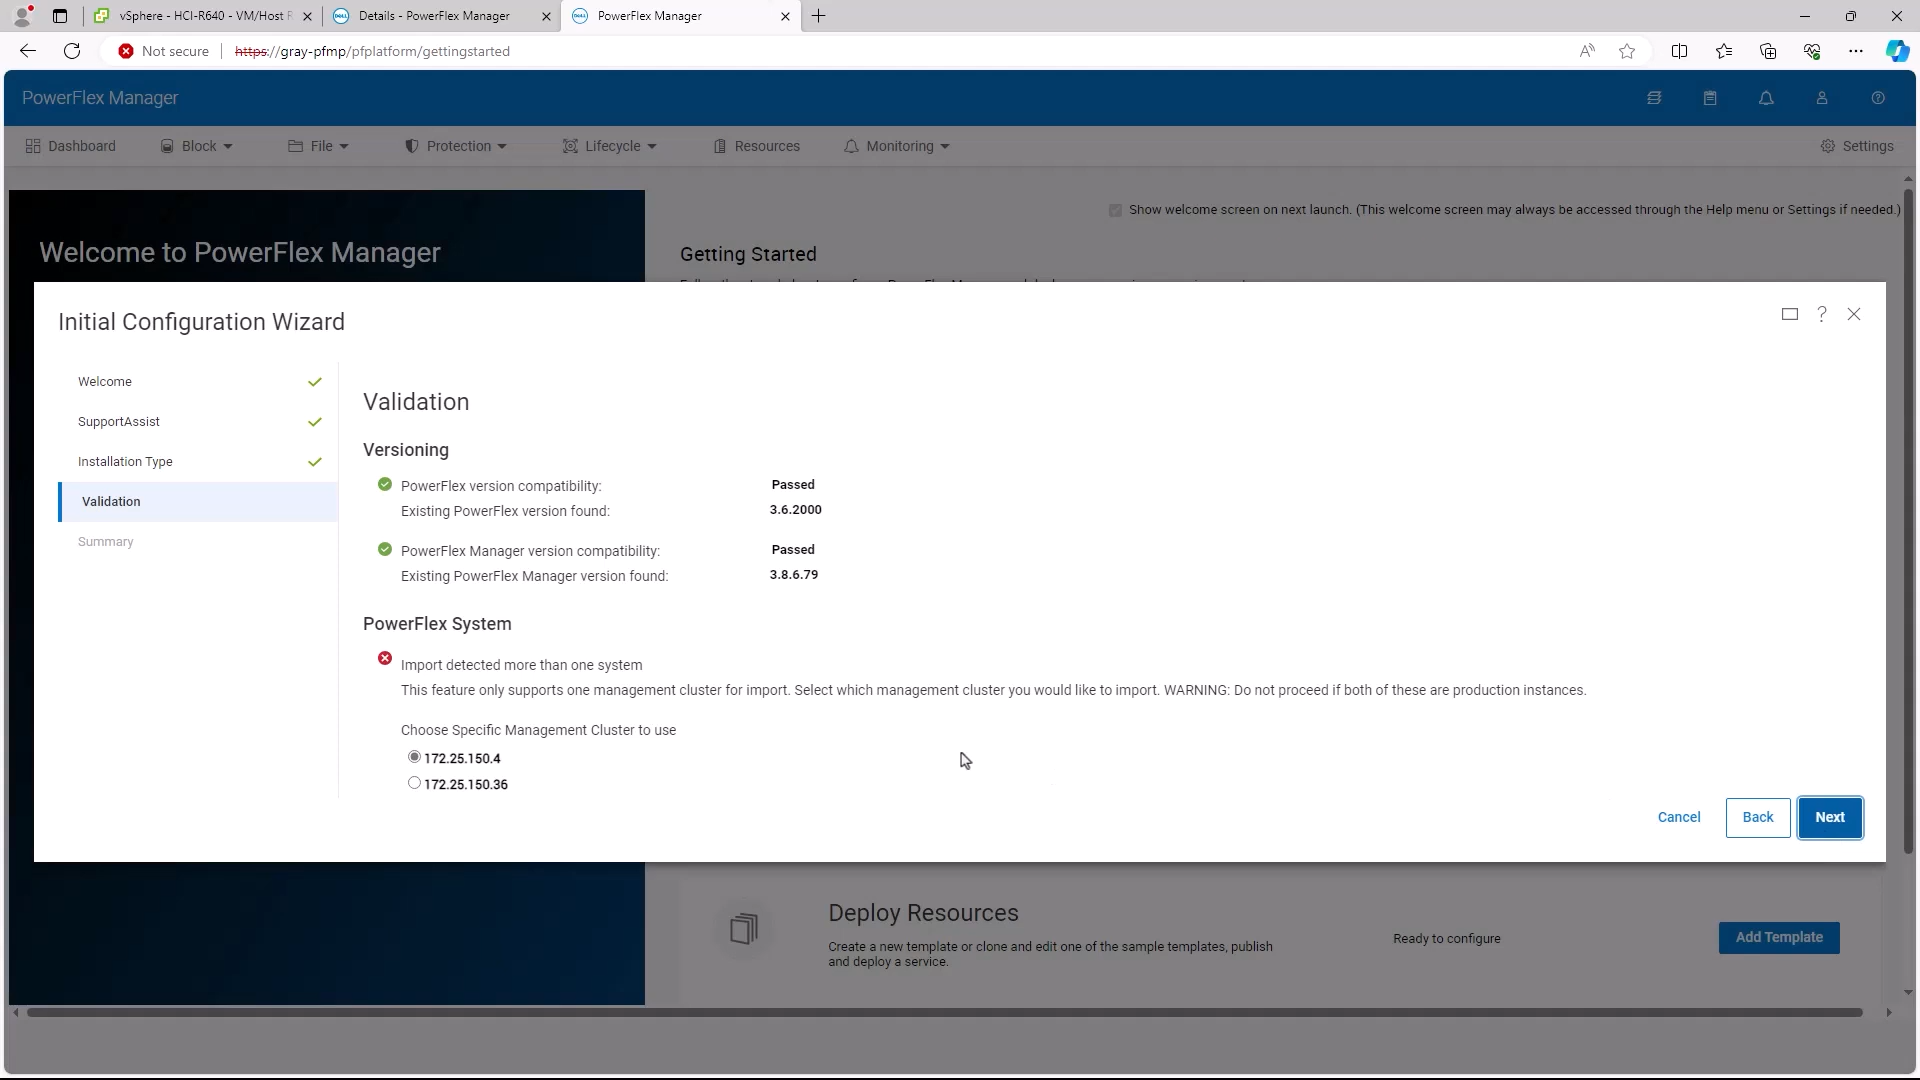 vSphere - HCI-R640 - VM/Host R
Details - PowerFlex Manager
PowerFlex Manager
Not secure
https://gray-pfmp/pfplatform/gettingstarted
PowerFlex Manager
Dashboard
Block
File
Protection
Lifecycle
Resources
Monitoring
Settings
Show welcome screen on next launch. (This welcome screen may always be accessed through the Help menu or Settings if needed.)
Welcome to PowerFlex Manager
Getting Started
Initial Configuration Wizard
Welcome
SupportAssist
Installation Type
Validation
Summary
Validation
Versioning
PowerFlex version compatibility: Passed
Existing PowerFlex version found: 3.6.2000
PowerFlex Manager version compatibility: Passed
Existing PowerFlex Manager version found: 3.8.6.79
PowerFlex System
Import detected more than one system
This feature only supports one management cluster for import. Select which management cluster you would like to import. WARNING: Do not proceed if both of these are production instances.
Choose Specific Management Cluster to use
172.25.150.4
172.25.150.36
Cancel
Back
Next
Deploy Resources
Create a new template or clone and edit one of the sample templates, publish
and deploy a service.
Ready to configure
Add Template